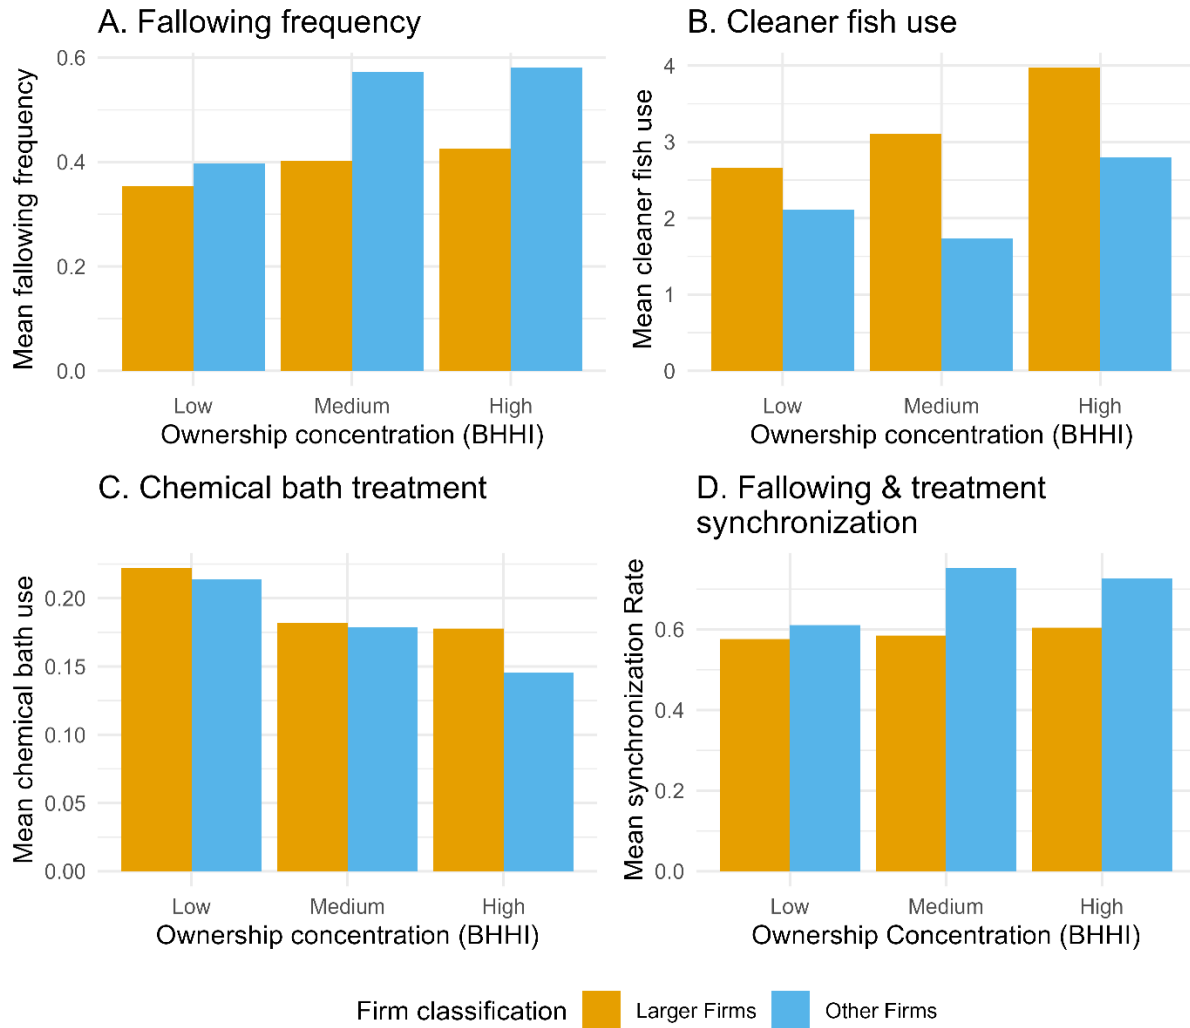 A. Fallowing frequency
Mean fallowing frequency
0.6
0.4
0.2
0.0
Low Medium High
Ownership concentration (BHHI)
B. Cleaner fish use
Mean cleaner fish use
4
3
2
1
0
Low Medium High
Ownership concentration (BHHI)
C. Chemical bath treatment
Mean chemical bath use
0.20
0.15
0.10
0.05
0.00
Low Medium High
Ownership concentration (BHHI)
D. Fallowing & treatment
synchronization
Mean synchronization Rate
0.6
0.4
0.2
0.0
Low Medium High
Ownership Concentration (BHHI)
Firm classification Larger Firms Other Firms